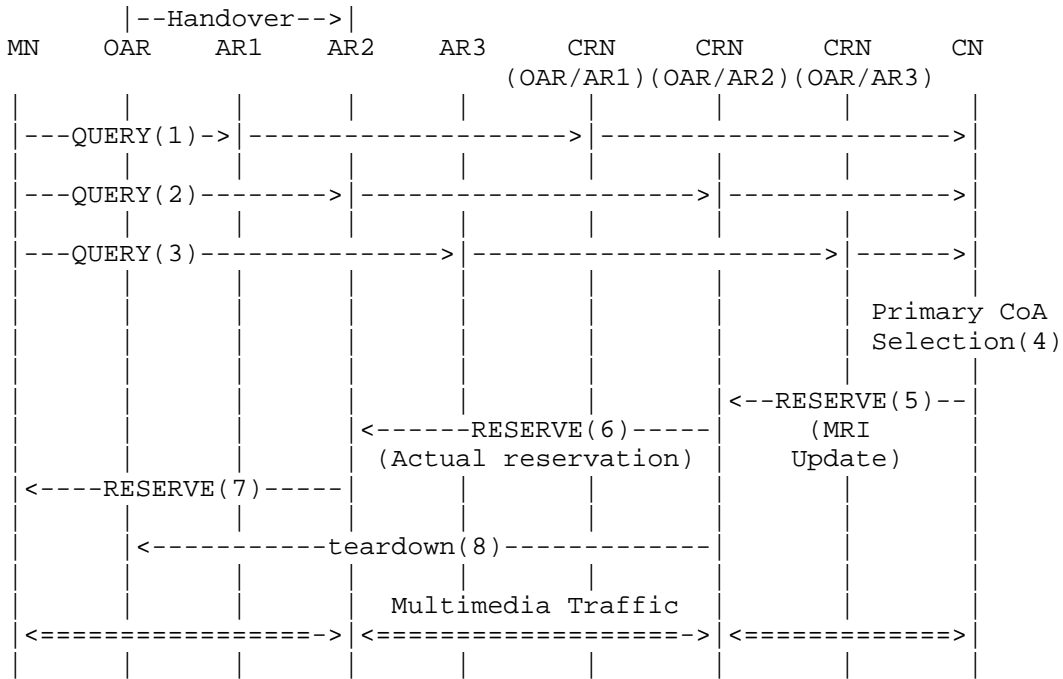 |--Handover-->|
MN OAR AR1 AR2 AR3 CRN CRN CRN CN
(OAR/AR1)(OAR/AR2)(OAR/AR3)
---QUERY(1)->
---QUERY(2)-------->
---QUERY(3)--------------->
Primary CoA
Selection(4)
<--RESERVE(5)--
<------RESERVE(6)-----   (MRI
(Actual reservation)   Update)
<----RESERVE(7)-----
<-----------teardown(8)-------------
Multimedia Traffic
<=================-> <====================-> <=============>